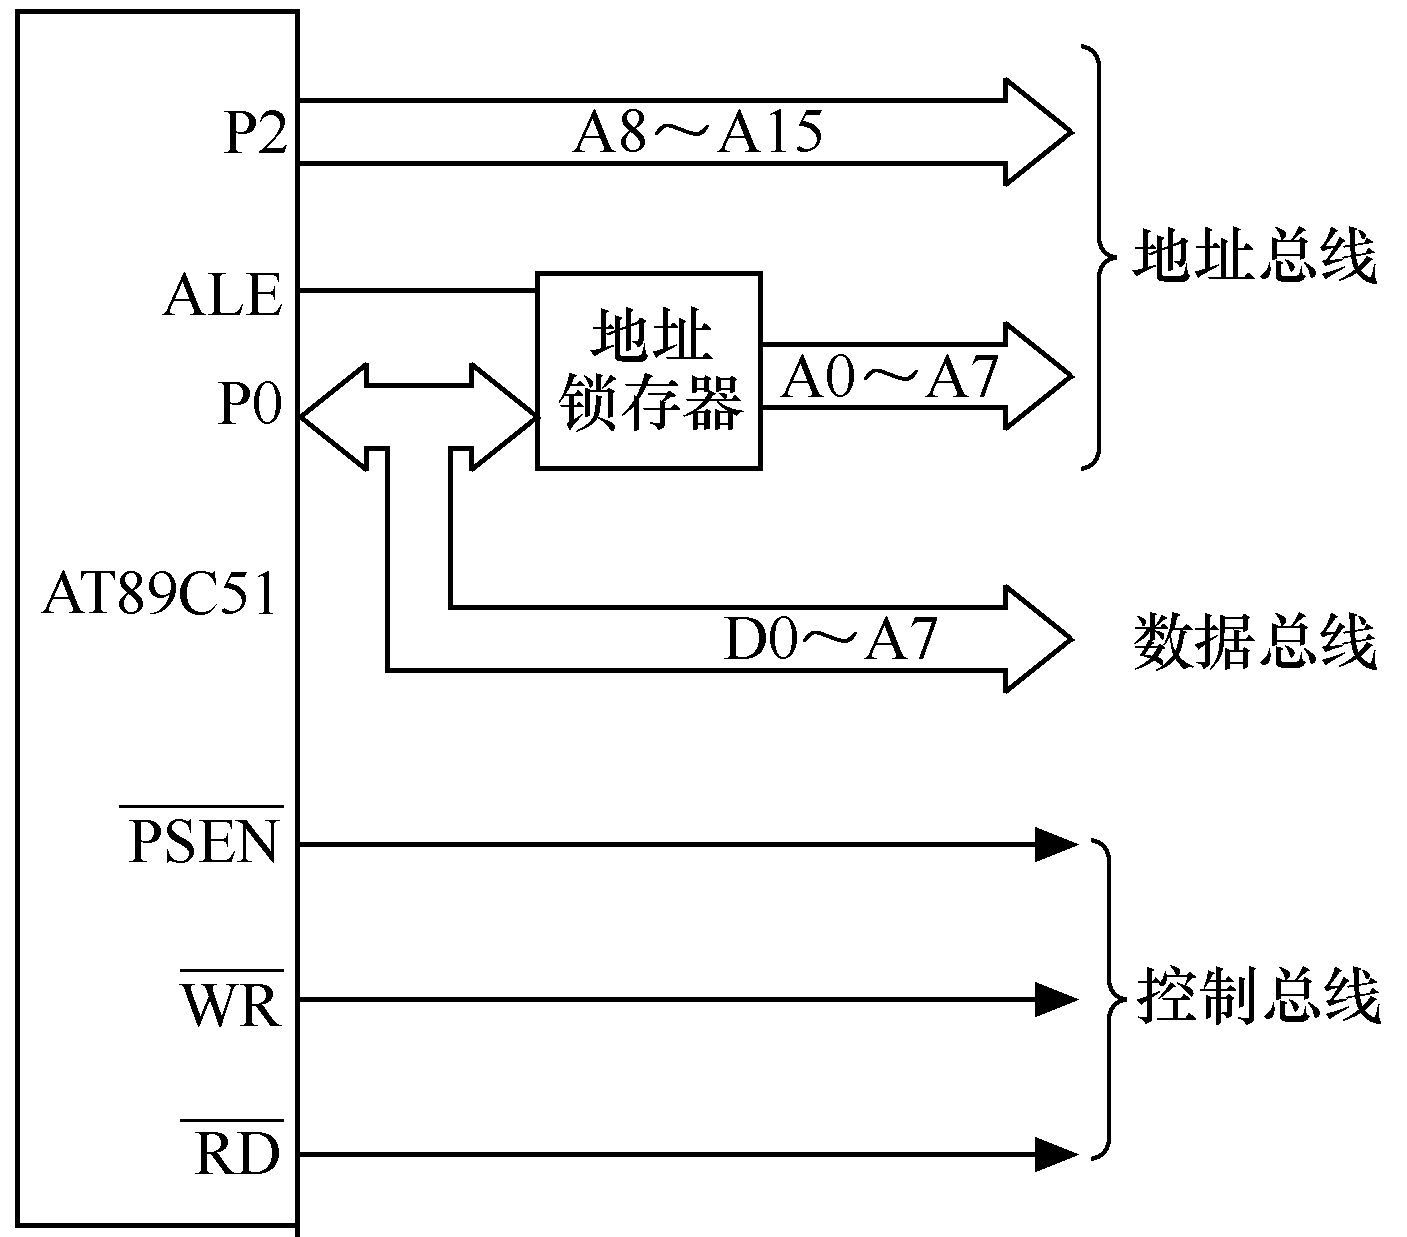 P2
A8～A15
地址总线
ALE
地址
锁存器
A0～A7
P0
AT89C51
D0～A7
数据总线
PSEN
WR
控制总线
RD